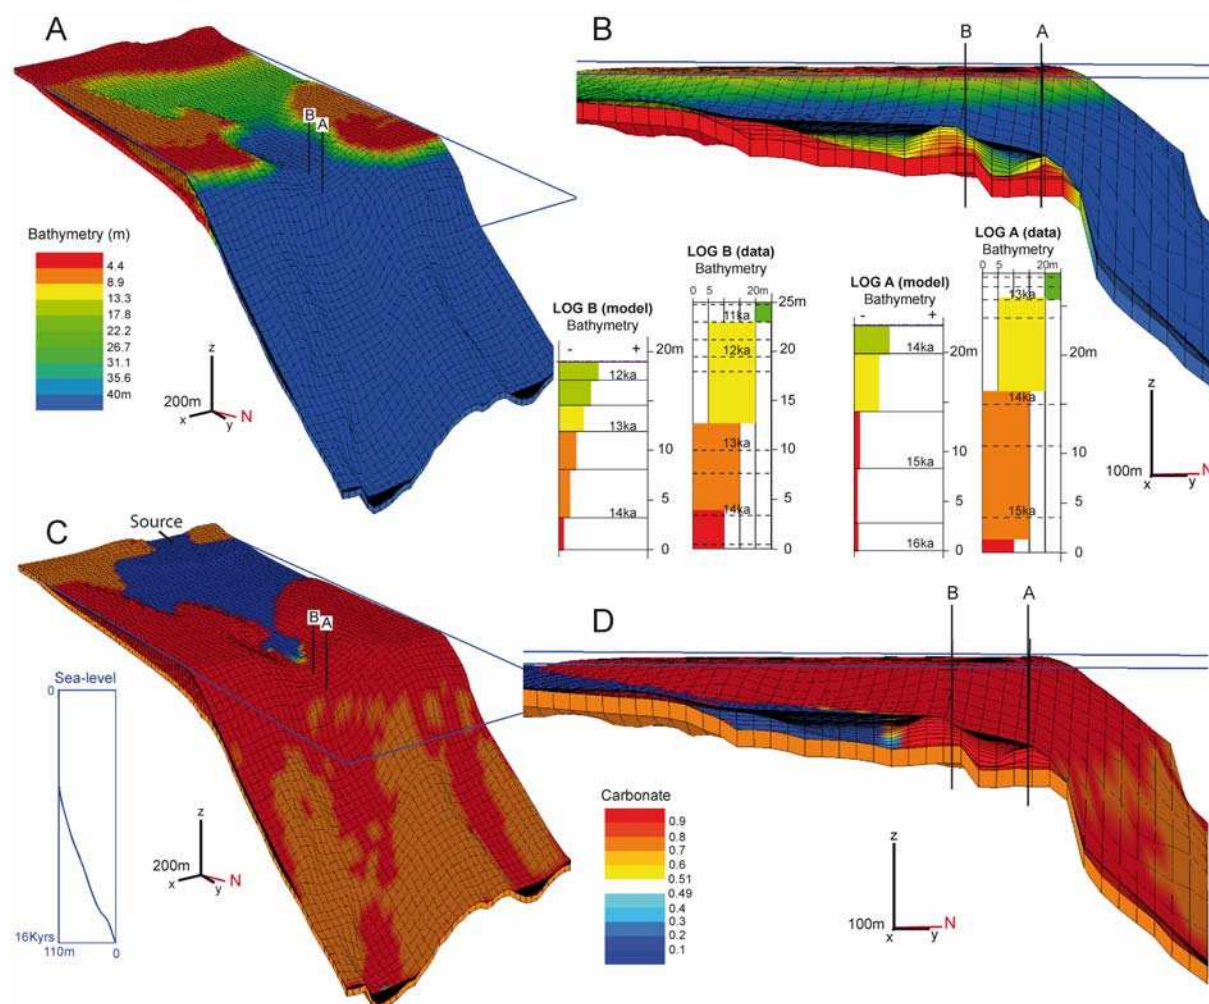 A
B
A
Bathymetry (m)
4.4
8.9
13.3
17.8
22.2
26.7
31.1
35.6
40m
z
200m
x
y
N
B
B
A
LOG B (model)
Bathymetry
-
+
20m
15
10
5
0
12ka
13ka
14ka
LOG B (data)
Bathymetry
0
5
20m
25m
20
15
10
5
0
11ka
12ka
13ka
14ka
LOG A (model)
Bathymetry
-
+
20m
10
5
0
14ka
15ka
16ka
LOG A (data)
Bathymetry
0
5
20m
20m
10
5
0
13ka
14ka
15ka
z
100m
x
y
N
C
Source
B
A
Sea-level
0
16Kyrs
110m
0
z
200m
x
y
N
D
B
A
Carbonate
0.9
0.8
0.7
0.6
0.51
0.49
0.4
0.3
0.2
0.1
z
100m
x
y
N